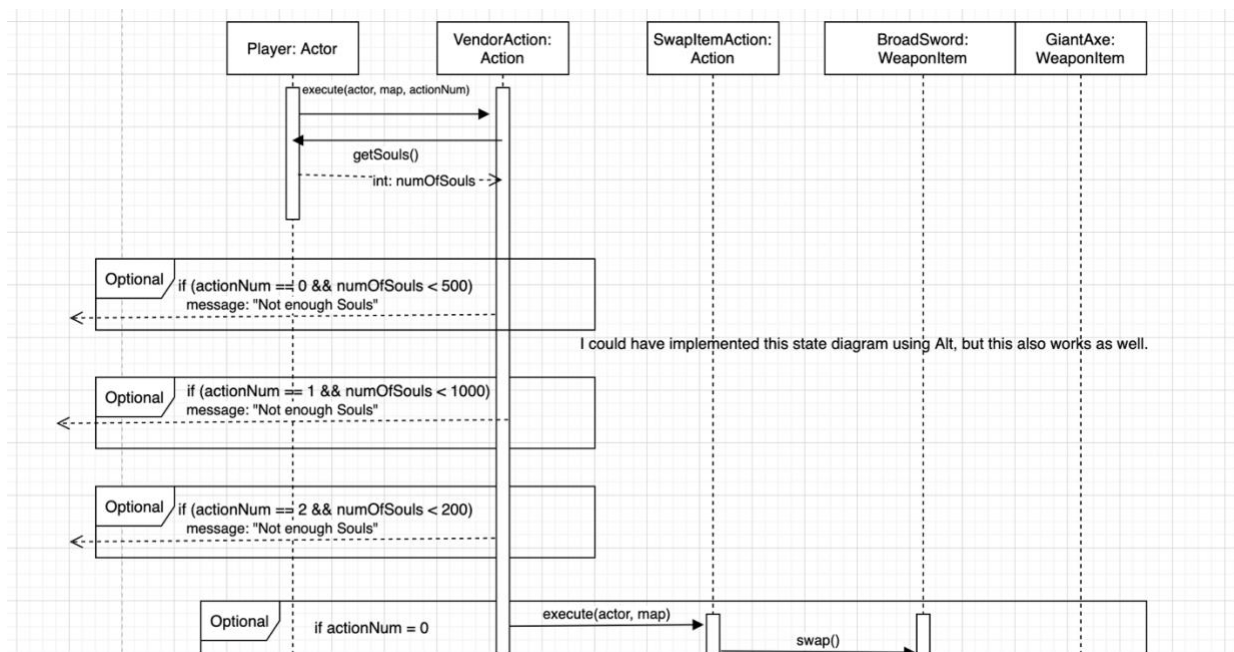 Player: Actor
VendorAction:
Action
SwapItemAction:
Action
BroadSword:
WeaponItem
GiantAxe:
WeaponItem
execute(actor, map, actionNum)
getSouls()
int: numOfSouls
Optional
if (actionNum == 0 && numOfSouls < 500)
message: "Not enough Souls"
I could have implemented this state diagram using Alt, but this also works as well.
Optional
if (actionNum == 1 && numOfSouls < 1000)
message: "Not enough Souls"
Optional
if (actionNum == 2 && numOfSouls < 200)
message: "Not enough Souls"
Optional
if actionNum = 0
execute(actor, map)
swap()